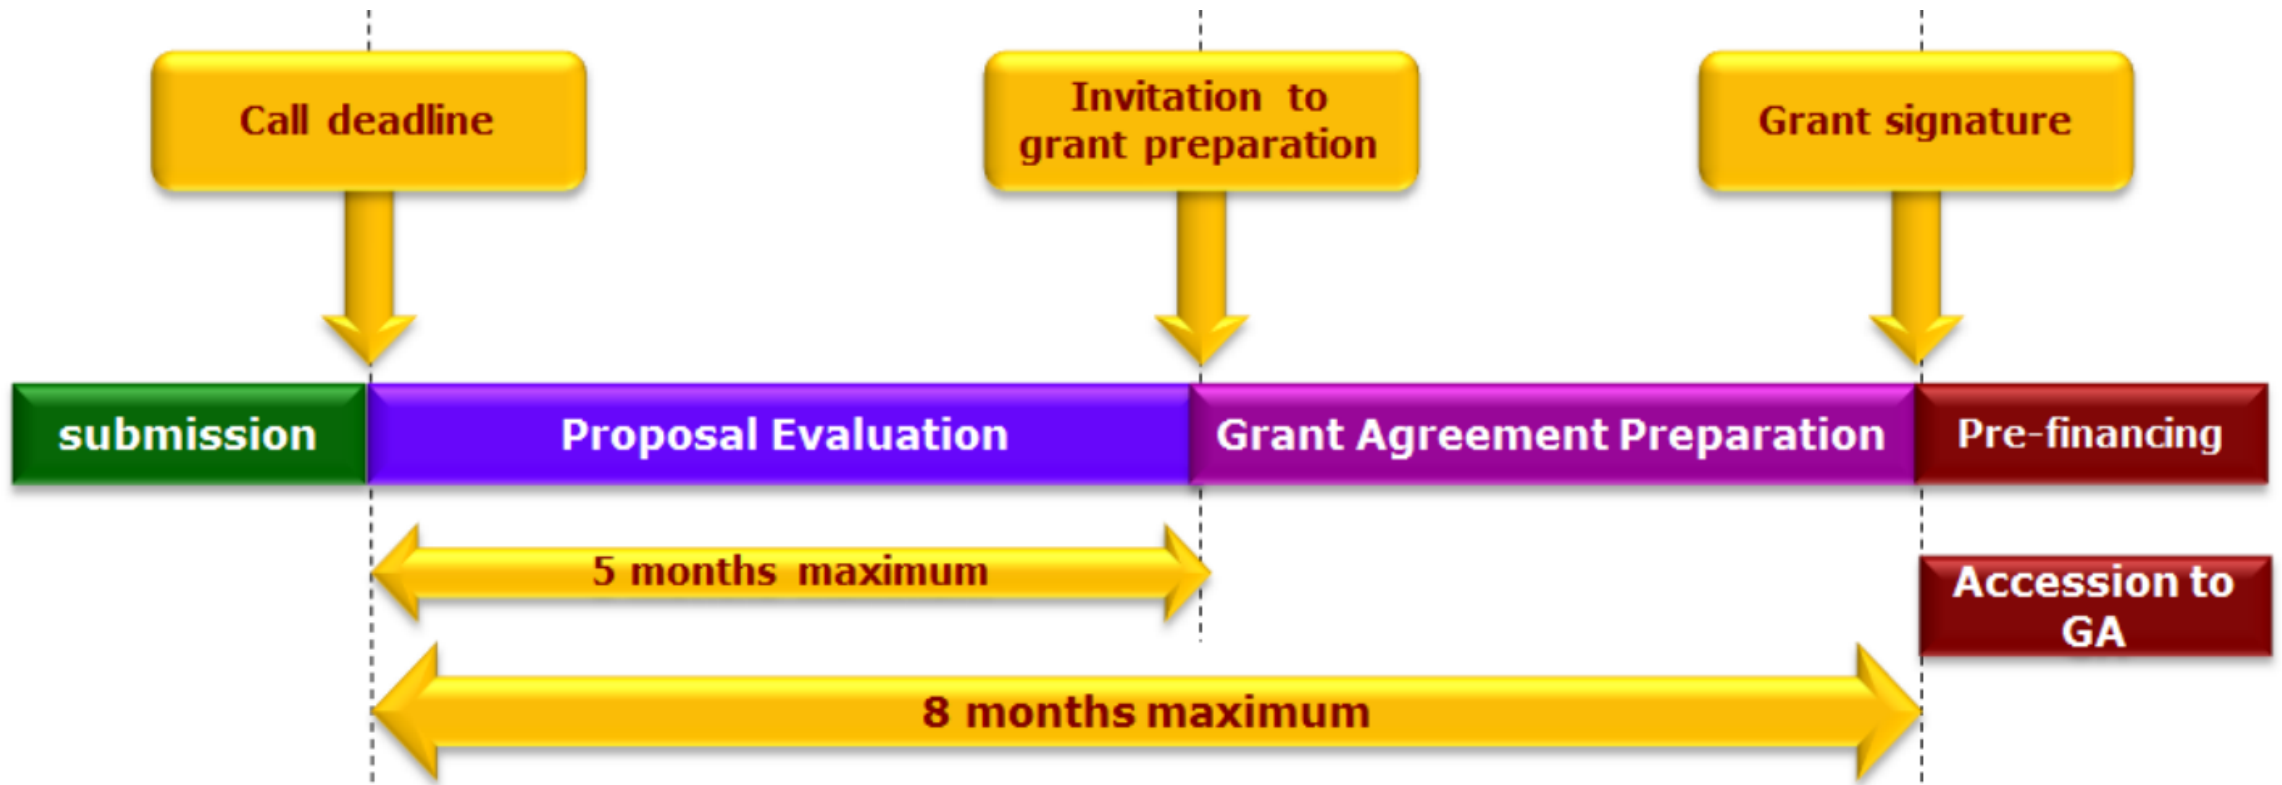 Call deadline
Invitation to
grant preparation
Grant signature
submission
Proposal Evaluation
Grant Agreement Preparation
Pre-financing
5 months maximum
Accession to
GA
8 months maximum